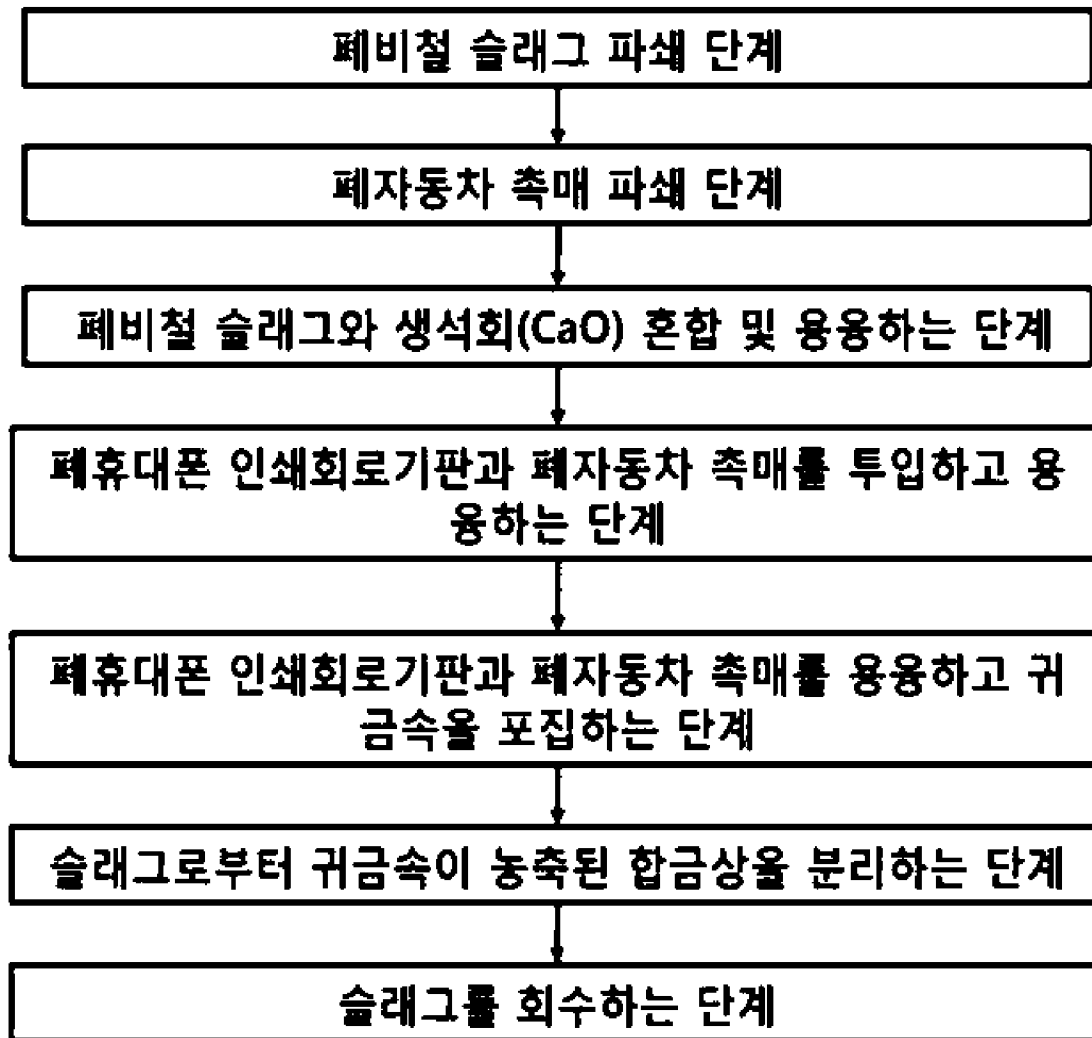 폐비철 슬래그 파쇄 단계
폐자동차 촉매 파쇄 단계
폐비철 슬래그와 생석회(CaO) 혼합 및 용융하는 단계
폐휴대폰 인쇄회로기판과 폐자동차 촉매를 투입하고 용
융하는 단계
폐휴대폰 인쇄회로기판과 폐자동차 촉매를 용융하고 귀
금속을 포집하는 단계
슬래그로부터 귀금속이 농축된 합금상을 분리하는 단계
슬래그를 회수하는 단계